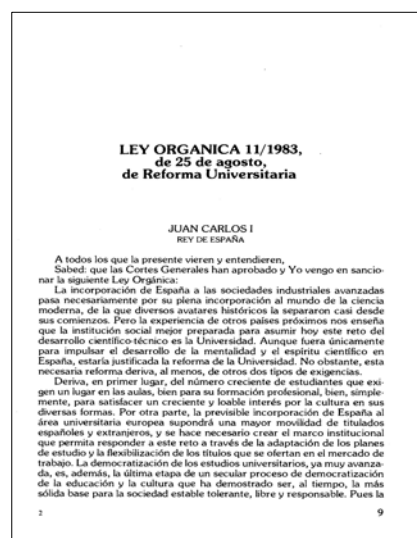 LEY ORGANICA 11/1983,
de 25 de agosto,
de Reforma Universitaria
JUAN CARLOS I
REY DE ESPAÑA
A todos los que la presente vieren y entendieren,
Sabed: que las Cortes Generales han aprobado y Yo vengo en sancio-
nar la siguiente Ley Orgánica:
La incorporación de España a las sociedades industriales avanzadas
pasa necesariamente por su plena incorporación al mundo de la ciencia
moderna, de la que diversos avatares históricos la separaron casi desde
sus comienzos. Pero la experiencia de otros países próximos nos enseña
que la institución social mejor preparada para asumir hoy este reto del
desarrollo científico-técnico es la Universidad. Aunque fuera únicamente
para impulsar el desarrollo de la mentalidad y el espíritu científico en
España, estaría justificada la reforma de la Universidad. No obstante, esta
necesaria reforma deriva, al menos, de otros dos tipos de exigencias.
Deriva, en primer lugar, del número creciente de estudiantes que exi-
gen un lugar en las aulas, bien para su formación profesional, bien, simple-
mente, para satisfacer un creciente y loable interés por la cultura en sus
diversas formas. Por otra parte, la previsible incorporación de España al
área universitaria europea supondrá una mayor movilidad de titulados
españoles y extranjeros, y se hace necesario crear el marco institucional
que permita responder a este reto a través de la adaptación de los planes
de estudio y la flexibilización de los títulos que se ofertan en el mercado de
trabajo. La democratización de los estudios universitarios, ya muy avanza-
da, es, además, la última etapa de un secular proceso de democratización
de la educación y la cultura que ha demostrado ser, al tiempo, la más
sólida base para la sociedad estable tolerante, libre y responsable. Pues la
2 9